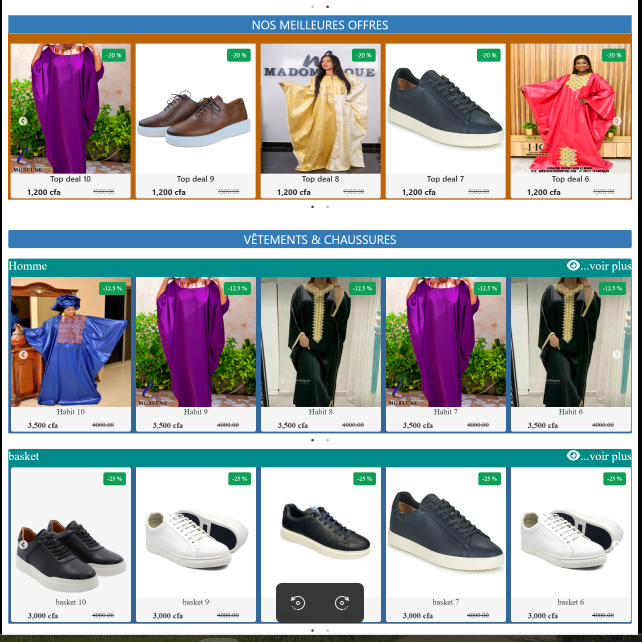 NOS MEILLEURES OFFRES
-20 % -20 % -20 % -20 % -20 %
Top deal 10 Top deal 9 Top deal 8 Top deal 7 Top deal 6
1,200 cfa 1500.00 1,200 cfa 1500.00 1,200 cfa 1500.00 1,200 cfa 1500.00 1,200 cfa 1500.00
VÊTEMENTS & CHAUSSURES
Homme ...voir plus
-12.5 % -12.5 % -12.5 % -12.5 % -12.5 %
Habit 10 Habit 9 Habit 8 Habit 7 Habit 6
3,500 cfa 4000.00 3,500 cfa 4000.00 3,500 cfa 4000.00 3,500 cfa 4000.00 3,500 cfa 4000.00
basket ...voir plus
-25 % -25 % -25 % -25 % -25 %
basket 10 basket 9 basket 7 basket 6
3,000 cfa 4000.00 3,000 cfa 4000.00 3,000 cfa 4000.00 3,000 cfa 4000.00